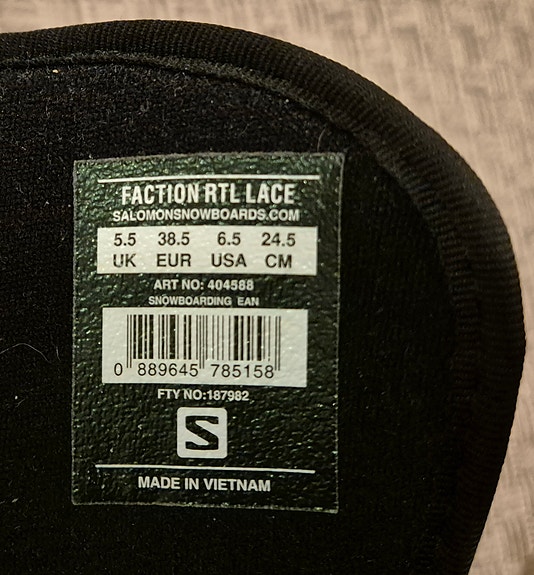 FACTION RTL LACE
SALOMONSNOWBOARDS.COM
5.5 38.5 6.5 24.5
UK EUR USA CM
ART NO: 404588
SNOWBOARDING EAN
0 889645 785158
FTY NO:187982
S
MADE IN VIETNAM